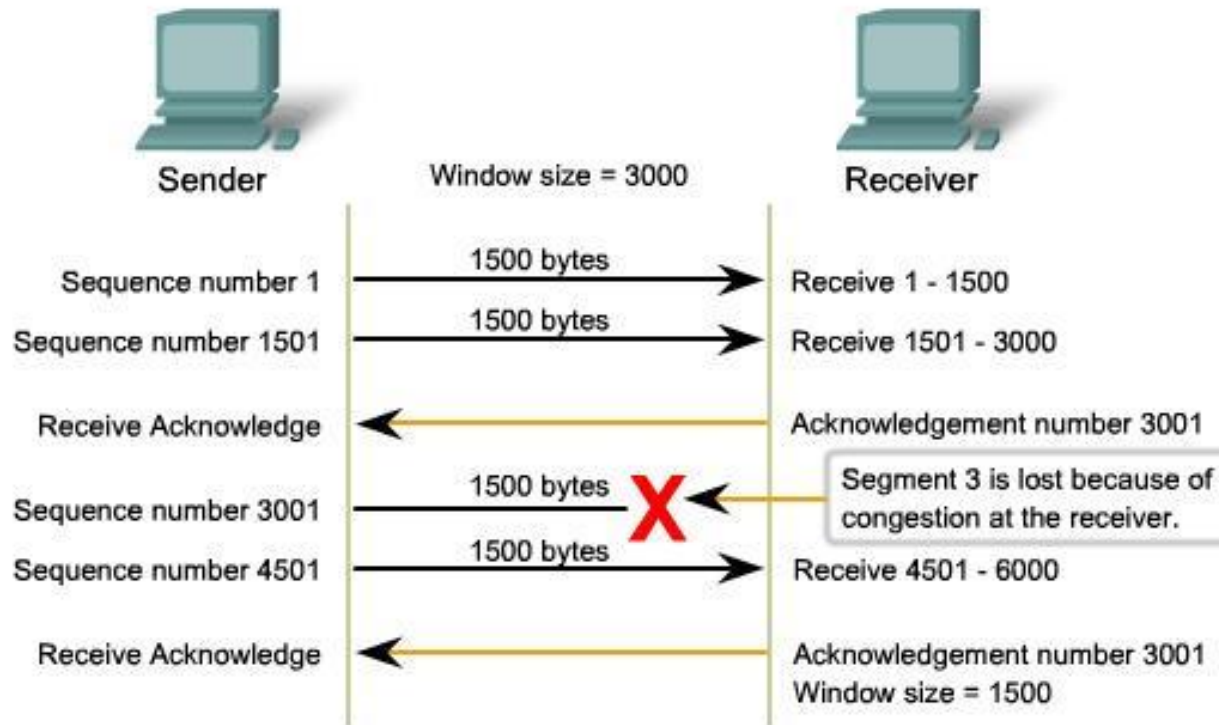 Sender
Window size = 3000
Receiver
Sequence number 1
1500 bytes
Receive 1 - 1500
Sequence number 1501
1500 bytes
Receive 1501 - 3000
Receive Acknowledge
Acknowledgement number 3001
Sequence number 3001
1500 bytes
X
Segment 3 is lost because of
congestion at the receiver.
Sequence number 4501
1500 bytes
Receive 4501 - 6000
Receive Acknowledge
Acknowledgement number 3001
Window size = 1500